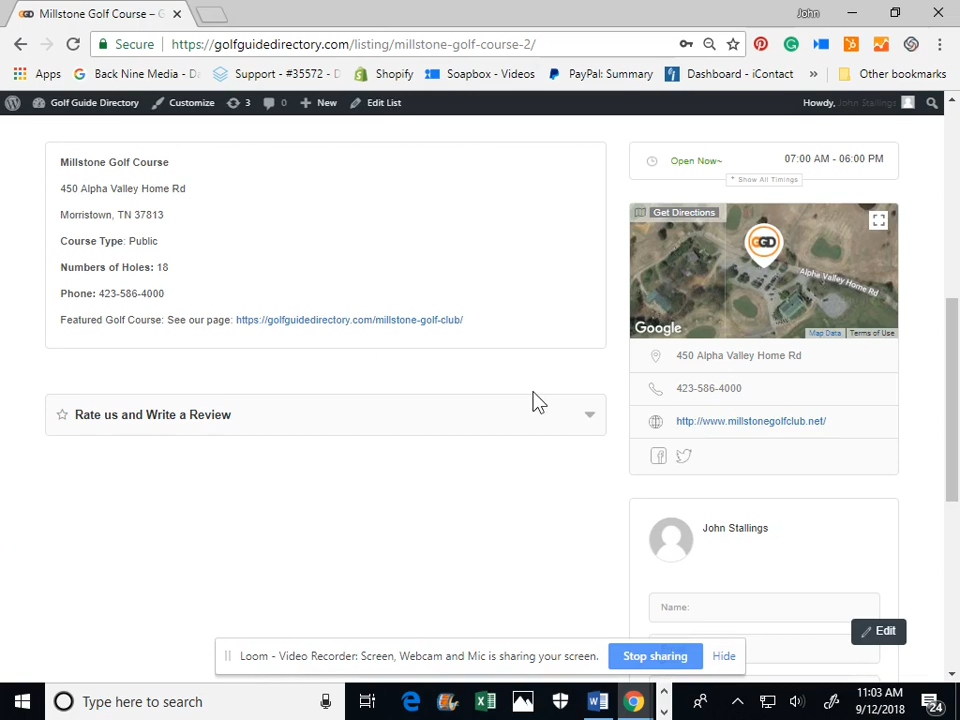 Millstone Golf Course – G
John
Secure
https://golfguidedirectory.com/listing/millstone-golf-course-2/
Apps
Back Nine Media - Da
Support - #35572 - D
Shopify
Soapbox - Videos
PayPal: Summary
Dashboard - iContact
»
Other bookmarks
Golf Guide Directory
Customize
3
0
New
Edit List
Howdy, John Stallings
Millstone Golf Course
450 Alpha Valley Home Rd
Morristown, TN 37813
Course Type: Public
Numbers of Holes: 18
Phone: 423-586-4000
Featured Golf Course: See our page: https://golfguidedirectory.com/millstone-golf-club/
Rate us and Write a Review
Open Now~
07:00 AM - 06:00 PM
Show All Timings
Get Directions
GGD
Alpha Valley Home Rd
Google
Map Data
Terms of Use
450 Alpha Valley Home Rd
423-586-4000
http://www.millstonegolfclub.net/
John Stallings
Name:
Edit
Loom - Video Recorder: Screen, Webcam and Mic is sharing your screen.
Stop sharing
Hide
Type here to search
11:03 AM
9/12/2018
24